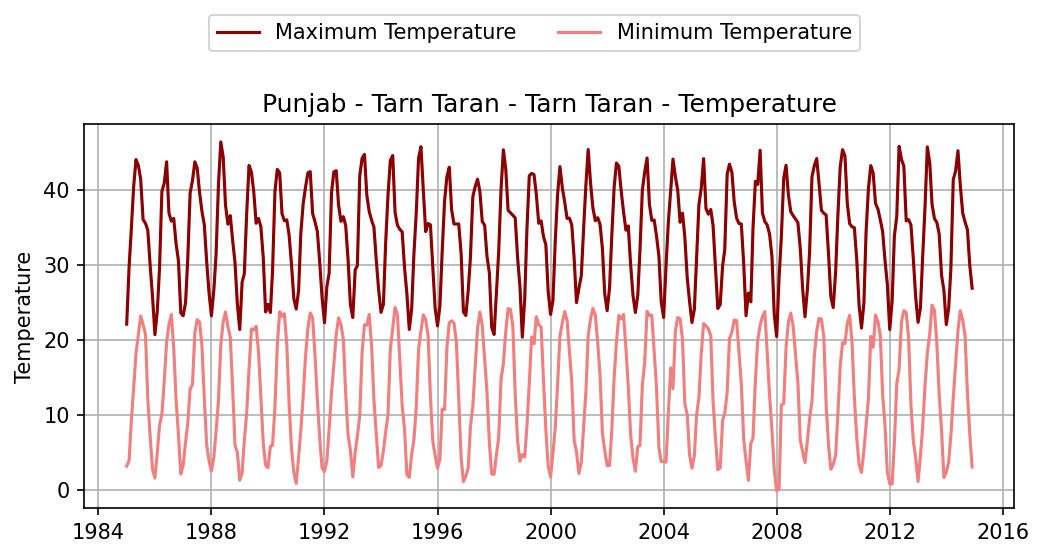 Maximum Temperature Minimum Temperature
Punjab - Tarn Taran - Tarn Taran - Temperature
Temperature
40
30
20
10
0
1984 1988 1992 1996 2000 2004 2008 2012 2016